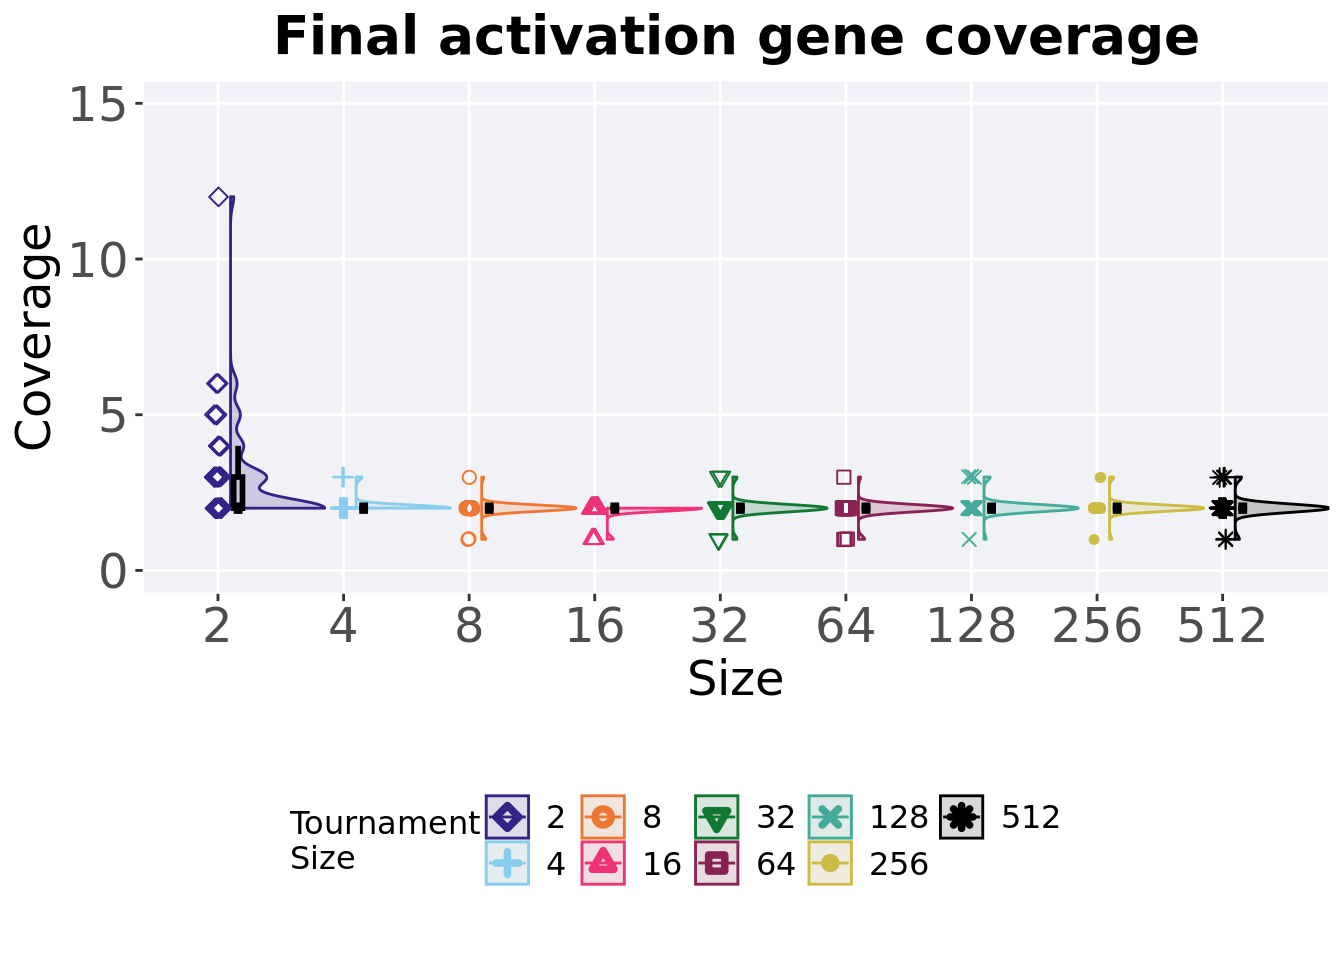 Final activation gene coverage
Coverage
15
10
5
0
2 4 8 16 32 64 128 256 512
Size
Tournament
Size
2 8 32 128 512
4 16 64 256